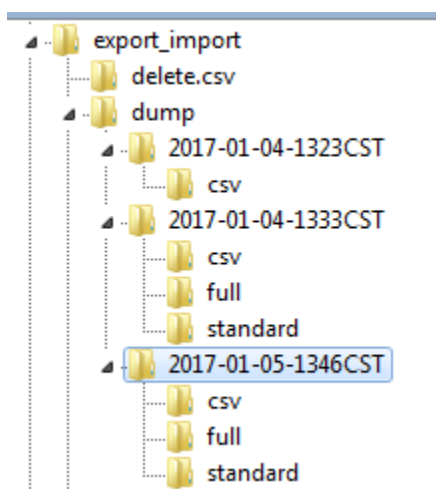 export_import
delete.csv
dump
2017-01-04-1323CST
csv
2017-01-04-1333CST
csv
full
standard
2017-01-05-1346CST
csv
full
standard